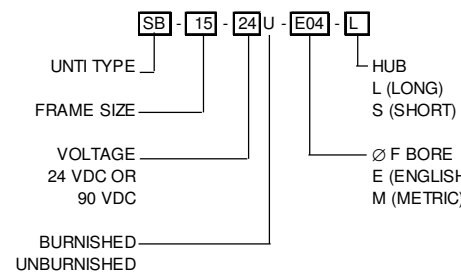 SB - 15 - 24 U - E04 - L
UNTI TYPE
HUB
L (LONG)
S (SHORT)
FRAME SIZE
VOLTAGE
24 VDC OR
90 VDC
∅ F BORE
E (ENGLISH
M (METRIC)
BURNISHED
UNBURNISHED